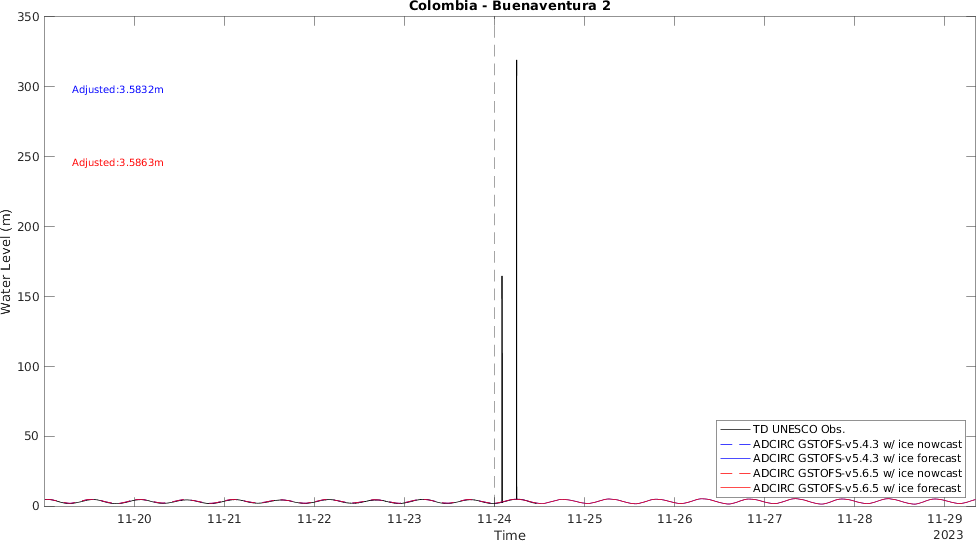 Colombia - Buenaventura 2
350
300
250
200
150
100
50
0
Water Level (m)
Adjusted:3.5832m
Adjusted:3.5863m
TD UNESCO Obs.
ADCIRC GSTOFS-v5.4.3 w/ ice nowcast
ADCIRC GSTOFS-v5.4.3 w/ ice forecast
ADCIRC GSTOFS-v5.6.5 w/ ice nowcast
ADCIRC GSTOFS-v5.6.5 w/ ice forecast
11-20 11-21 11-22 11-23 11-24 11-25 11-26 11-27 11-28 11-29
Time
2023